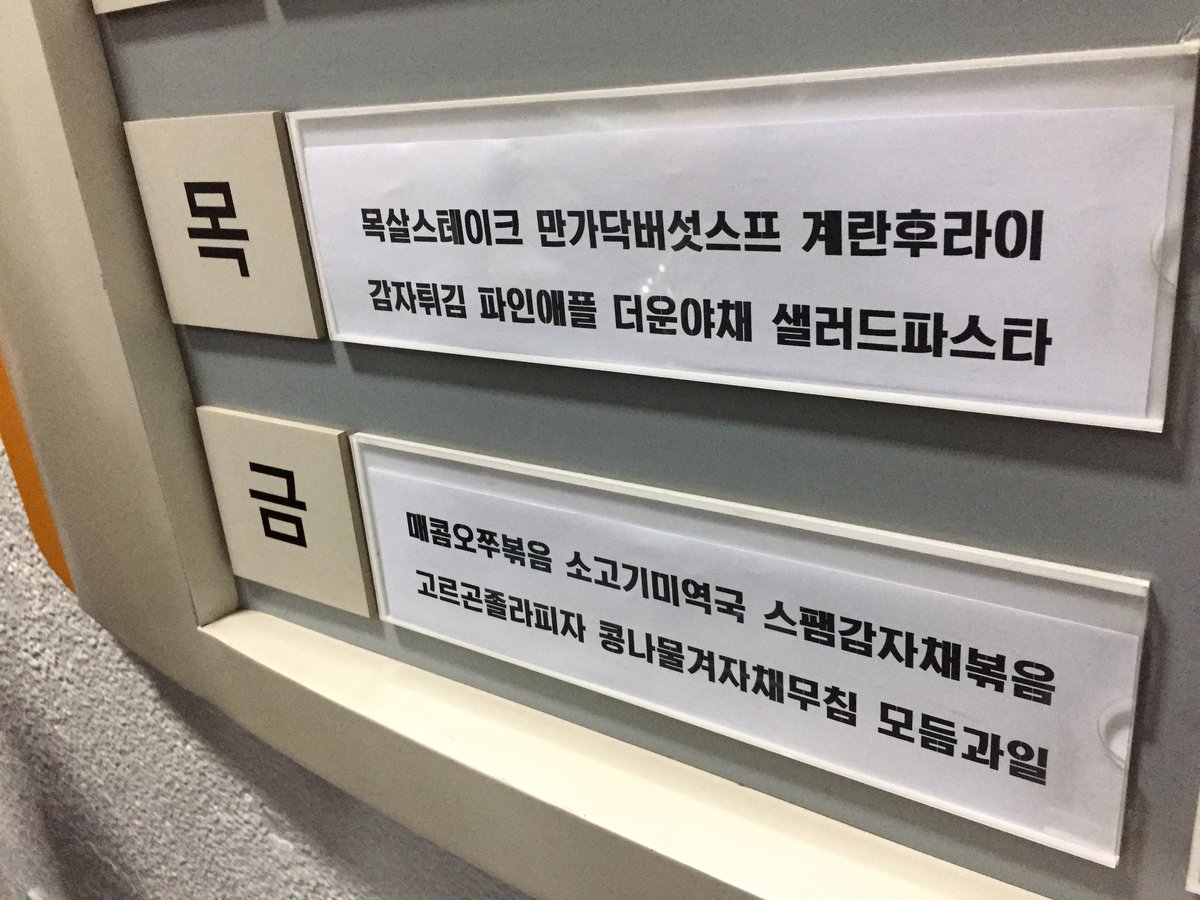 목
목살스테이크 만가닥버섯스프 계란후라이
감자튀김 파인애플 더운야채 샐러드파스타
금
매콤오쭈볶음 소고기미역국 스팸감자채볶음
고르곤졸라피자 콩나물겨자채무침 모듬과일